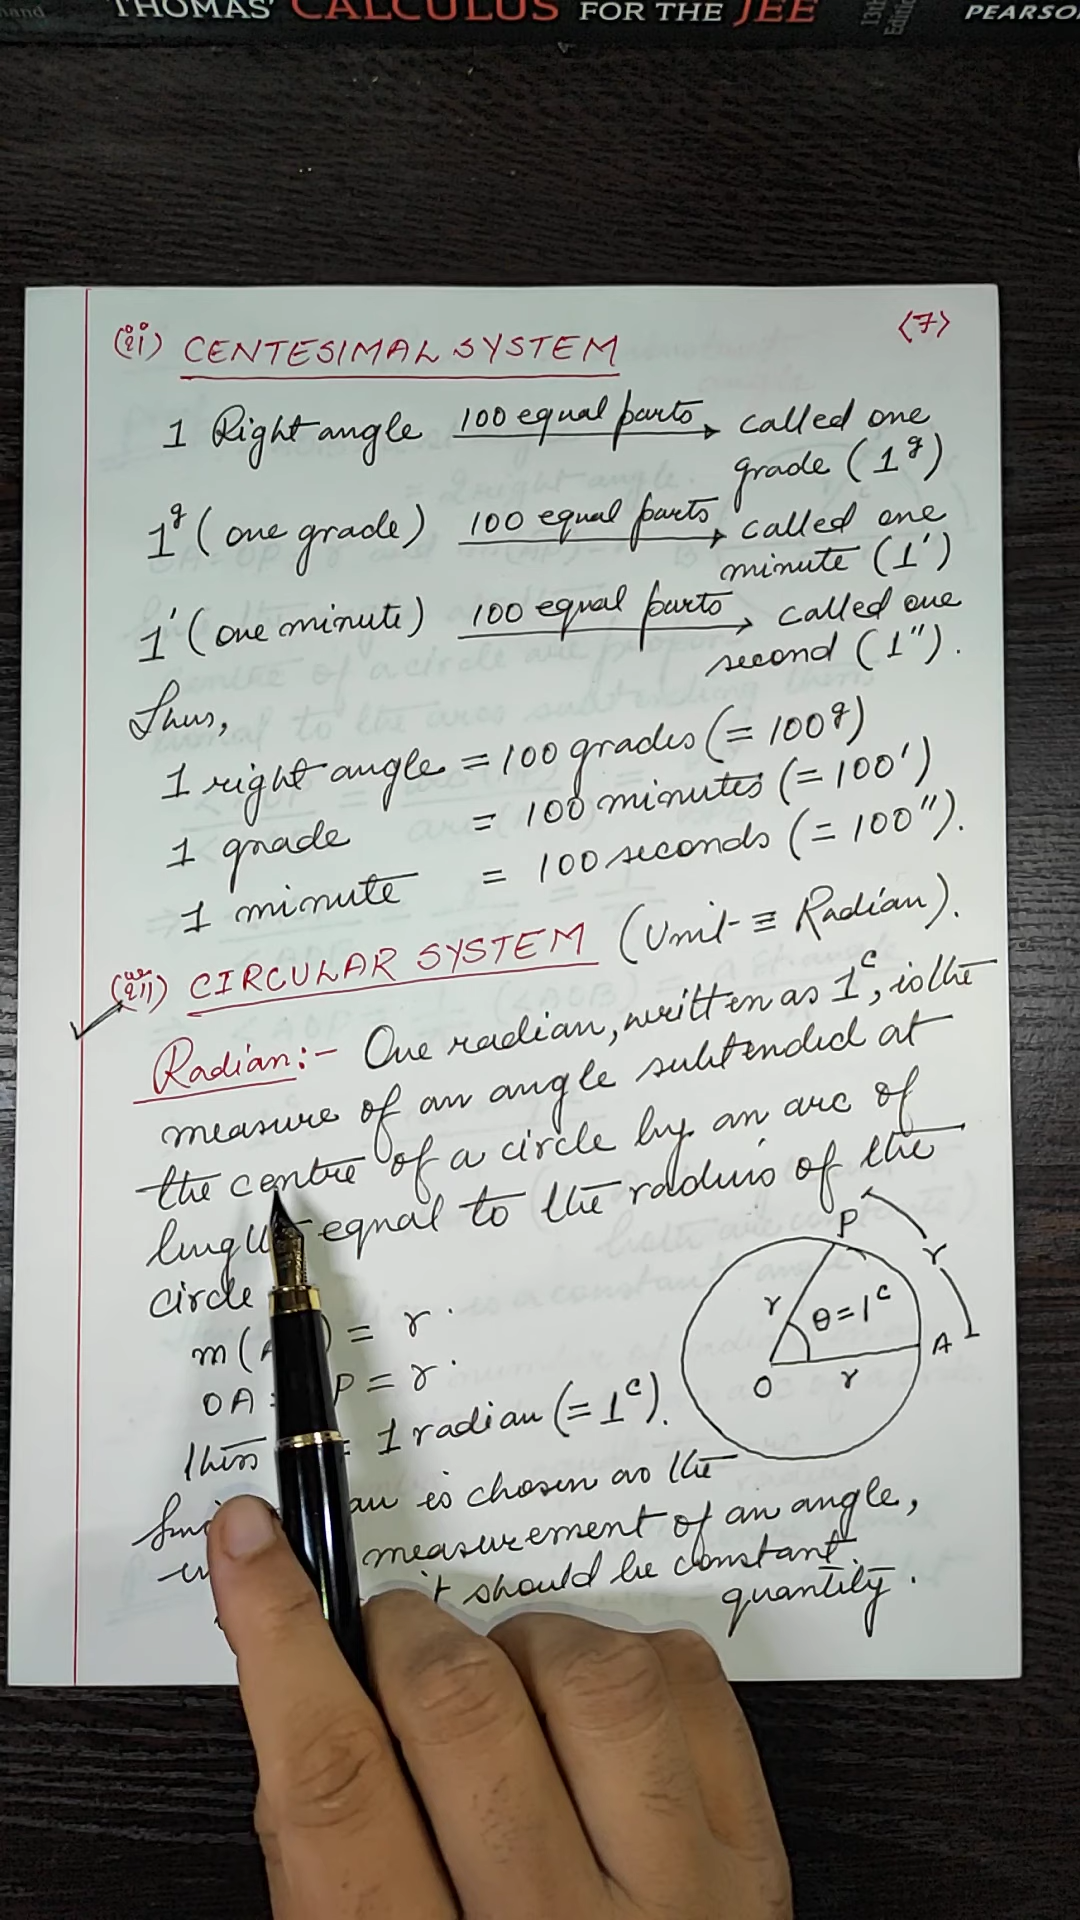 THOMAS' CALCULUS FOR THE JEE 13th Edition PEARSO
(ii) CENTESIMAL SYSTEM <7>
1 Right angle 100 equal parts called one
grade (1ᵍ)
1ᵍ (one grade) 100 equal parts called one
minute (1')
1' (one minute) 100 equal parts called one
second (1").
Thus,
1 right angle = 100 grades (= 100ᵍ)
1 grade = 100 minutes (= 100')
1 minute = 100 seconds (= 100").
(iii) CIRCULAR SYSTEM (Unit ≡ Radian).
Radian:- One radian, written as 1ᶜ, is the
measure of an angle subtended at
the centre of a circle by an arc of
length equal to the radius of the
circle
m(A ) = r.
OA = P = r.
= 1 radian (= 1ᶜ).
is chosen as the
measurement of an angle,
should be constant
quantity.
P
r
r
θ = 1ᶜ
A
O
r